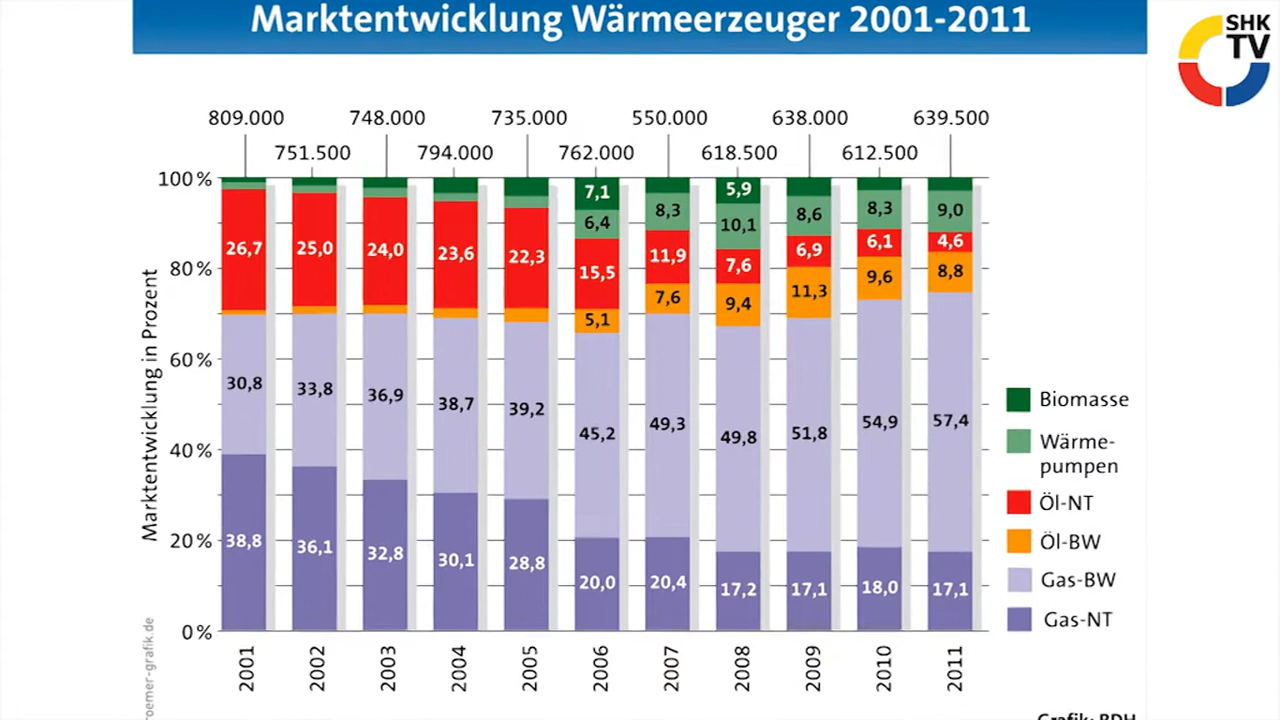 Marktentwicklung Wärmeerzeuger 2001-2011
SHK
TV
809.000 748.000 735.000 550.000 638.000 639.500
751.500 794.000 762.000 618.500 612.500
Marktentwicklung in Prozent
100 %
80 %
60 %
40 %
20 %
0 %
26,7 30,8 38,8
25,0 33,8 36,1
24,0 36,9 32,8
23,6 38,7 30,1
22,3 39,2 28,8
7,1 6,4 15,5 5,1 45,2 20,0
8,3 11,9 7,6 49,3 20,4
5,9 10,1 7,6 9,4 49,8 17,2
8,6 6,9 11,3 51,8 17,1
8,3 6,1 9,6 54,9 18,0
9,0 4,6 8,8 57,4 17,1
2001 2002 2003 2004 2005 2006 2007 2008 2009 2010 2011
Biomasse
Wärme-
pumpen
Öl-NT
Öl-BW
Gas-BW
Gas-NT
roemer-grafik.de
Grafik: BDH